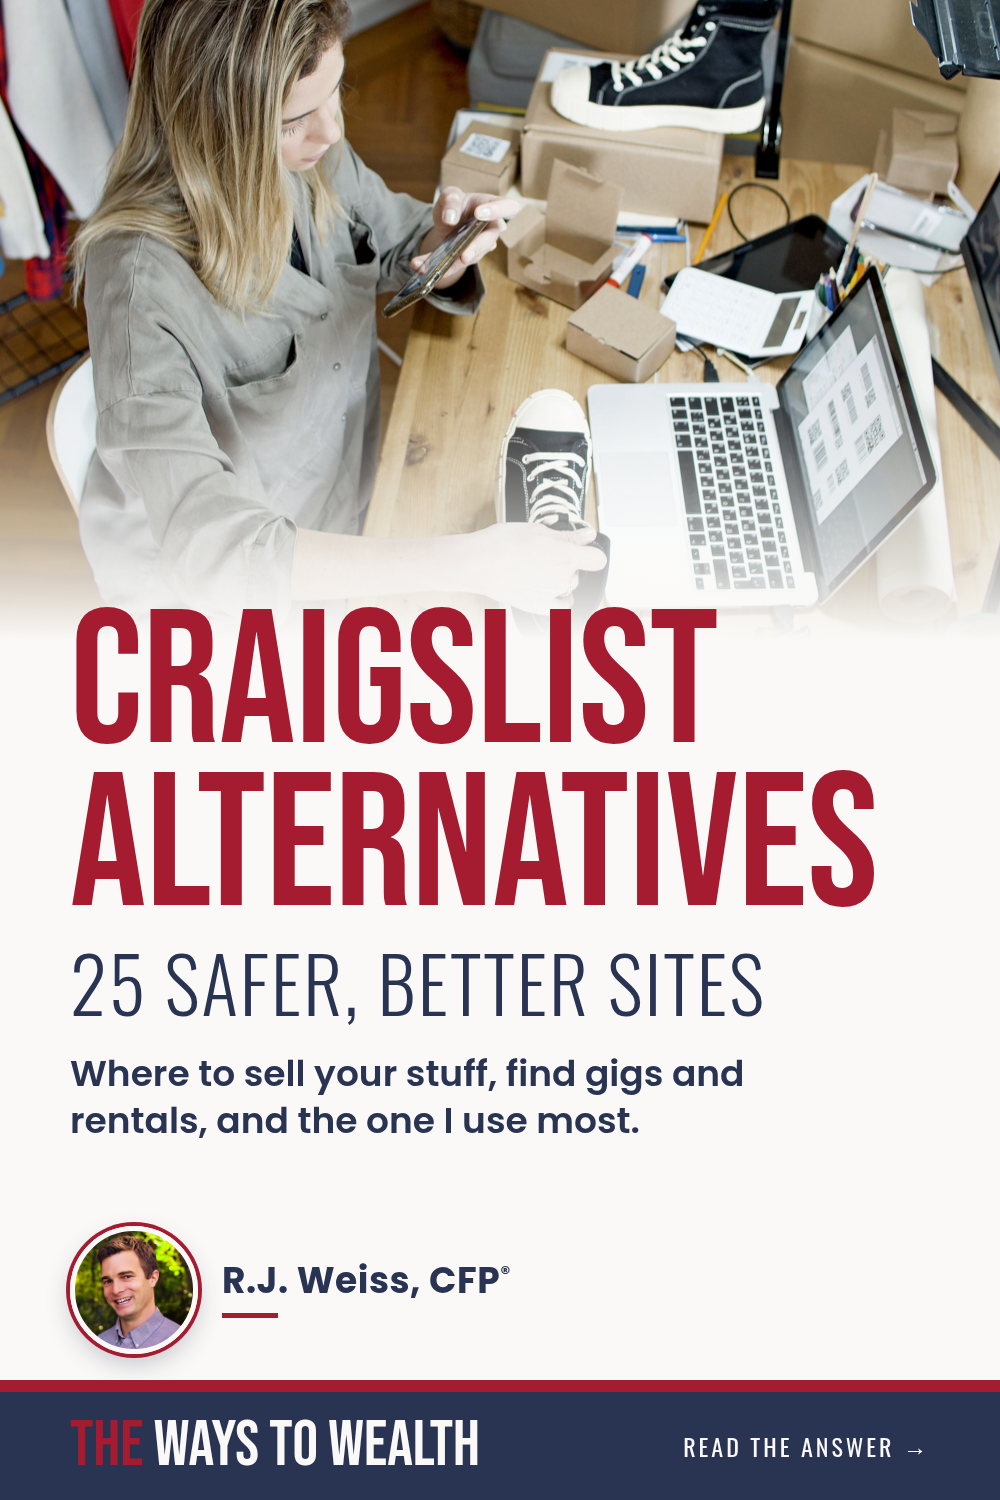 CRAIGSLIST
ALTERNATIVES
25 SAFER, BETTER SITES
Where to sell your stuff, find gigs and
rentals, and the one I use most.
R.J. Weiss, CFP®
THE WAYS TO WEALTH
READ THE ANSWER →